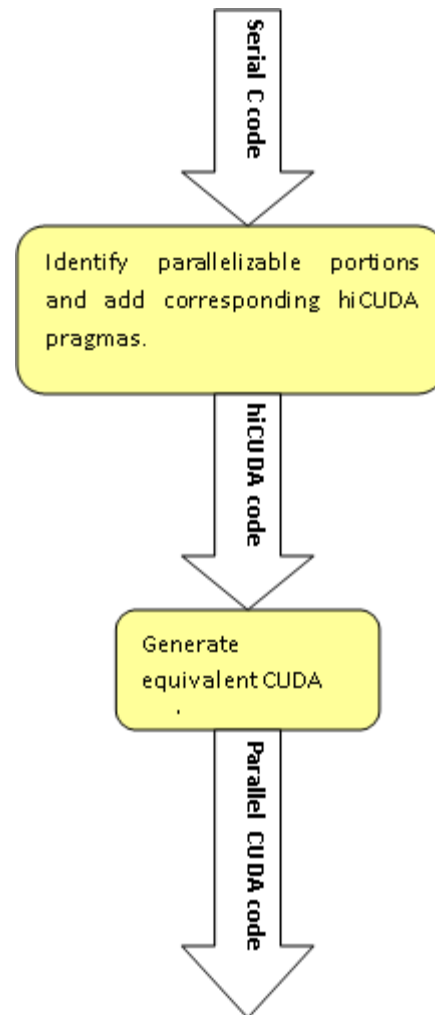 Serial C code
Identify parallelizable portions
and add corresponding hiCUDA
pragmas.
hiCUDA code
Generate
equivalent CUDA
Parallel CUDA code